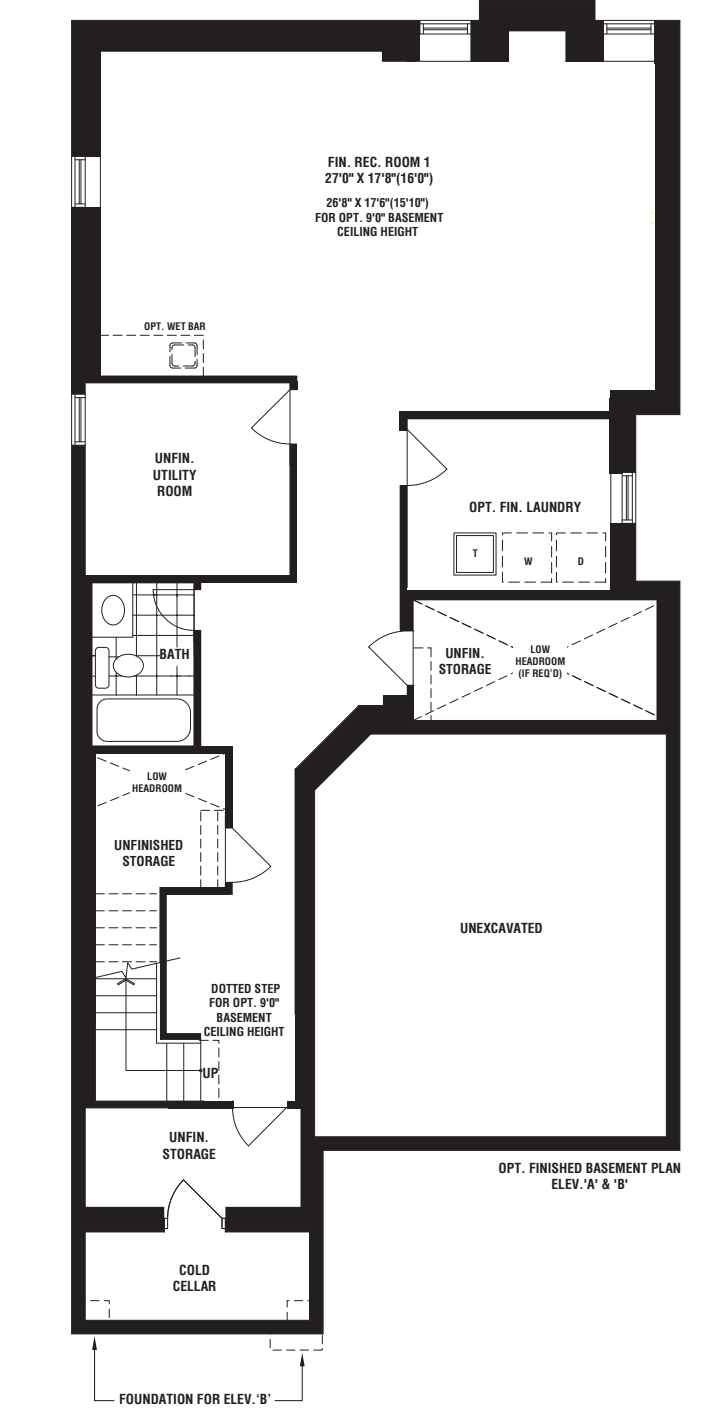 FIN. REC. ROOM 1
27'0" X 17'8"(16'0")
26'8" X 17'6"(15'10")
FOR OPT. 9'0" BASEMENT
CEILING HEIGHT
OPT. WET BAR
UNFIN.
UTILITY
ROOM
OPT. FIN. LAUNDRY
T
W
D
BATH
UNFIN.
STORAGE
LOW
HEADROOM
(IF REQ'D)
LOW
HEADROOM
UNFINISHED
STORAGE
UNEXCAVATED
DOTTED STEP
FOR OPT. 9'0"
BASEMENT
CEILING HEIGHT
UP
UNFIN.
STORAGE
OPT. FINISHED BASEMENT PLAN
ELEV.'A' & 'B'
COLD
CELLAR
FOUNDATION FOR ELEV.'B'